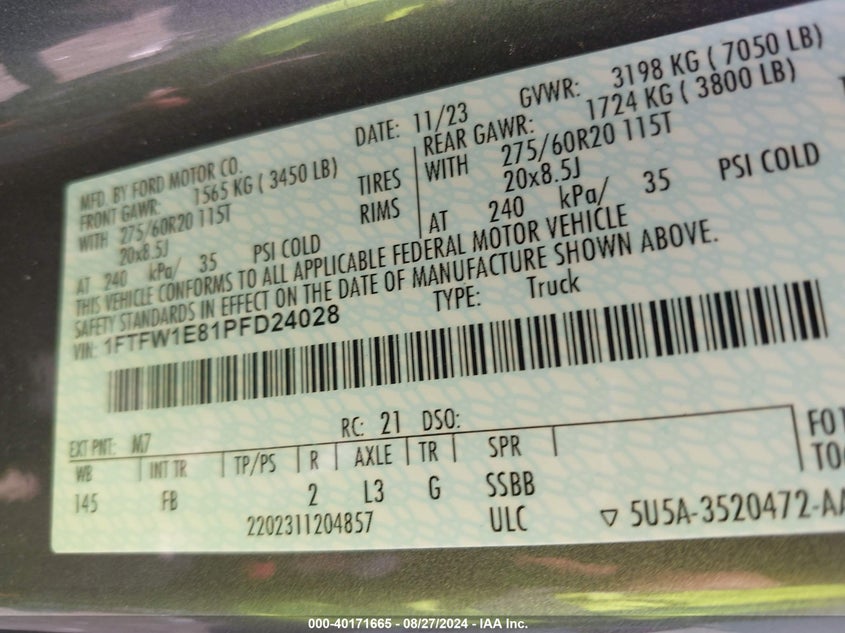 MFD. BY FORD MOTOR CO.
DATE: 11/23
GVWR: 3198 KG ( 7050 LB)
FRONT GAWR: 1565 KG ( 3450 LB)
REAR GAWR: 1724 KG ( 3800 LB)
WITH 275/60R20 115T
TIRES
WITH 275/60R20 115T
20x8.5J
RIMS
20x8.5J
AT 240 kPa/ 35 PSI COLD
AT 240 kPa/ 35 PSI COLD
THIS VEHICLE CONFORMS TO ALL APPLICABLE FEDERAL MOTOR VEHICLE
SAFETY STANDARDS IN EFFECT ON THE DATE OF MANUFACTURE SHOWN ABOVE.
VIN: 1FTFW1E81PFD24028
TYPE: Truck
EXT PNT: M7
RC: 21 DSO:
WB INT TR TP/PS R AXLE TR SPR
145 FB 2 L3 G SSBB
2202311204857 ULC
5U5A-3520472-AA
000-40171665 - 08/27/2024 - IAA Inc.